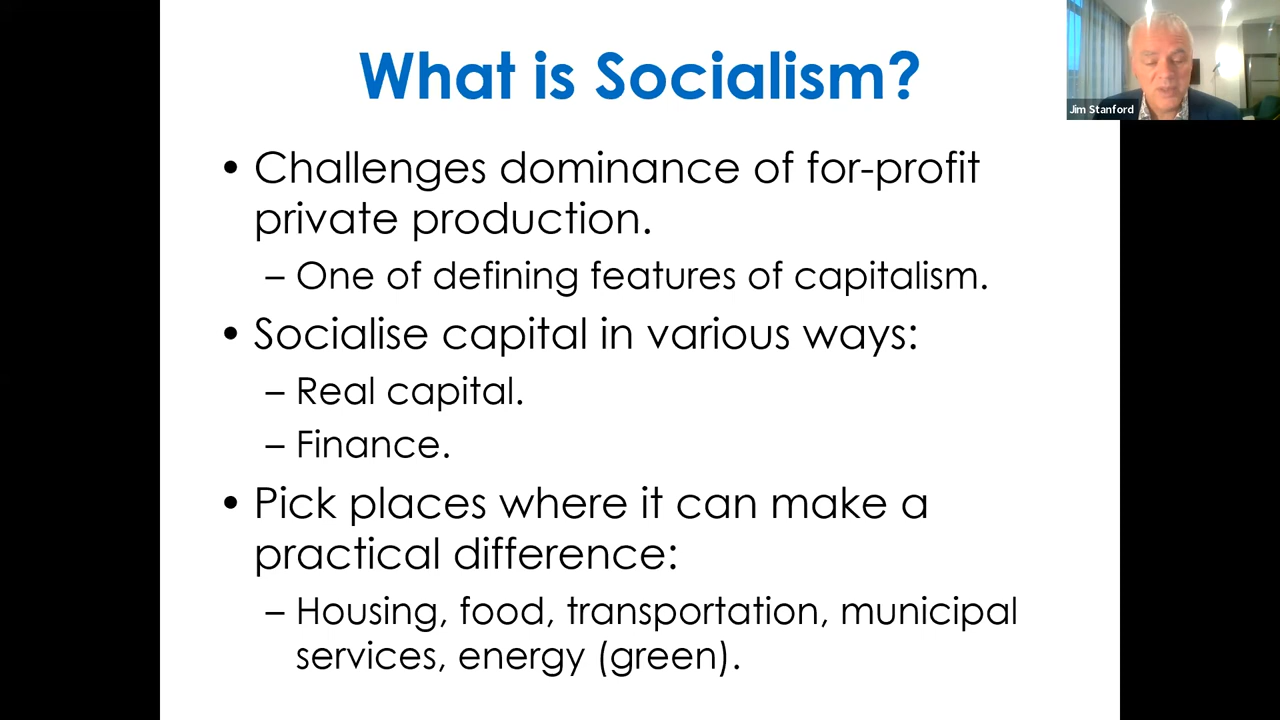 What is Socialism?
Jim Stanford
• Challenges dominance of for-profit
private production.
– One of defining features of capitalism.
• Socialise capital in various ways:
– Real capital.
– Finance.
• Pick places where it can make a
practical difference:
– Housing, food, transportation, municipal
services, energy (green).